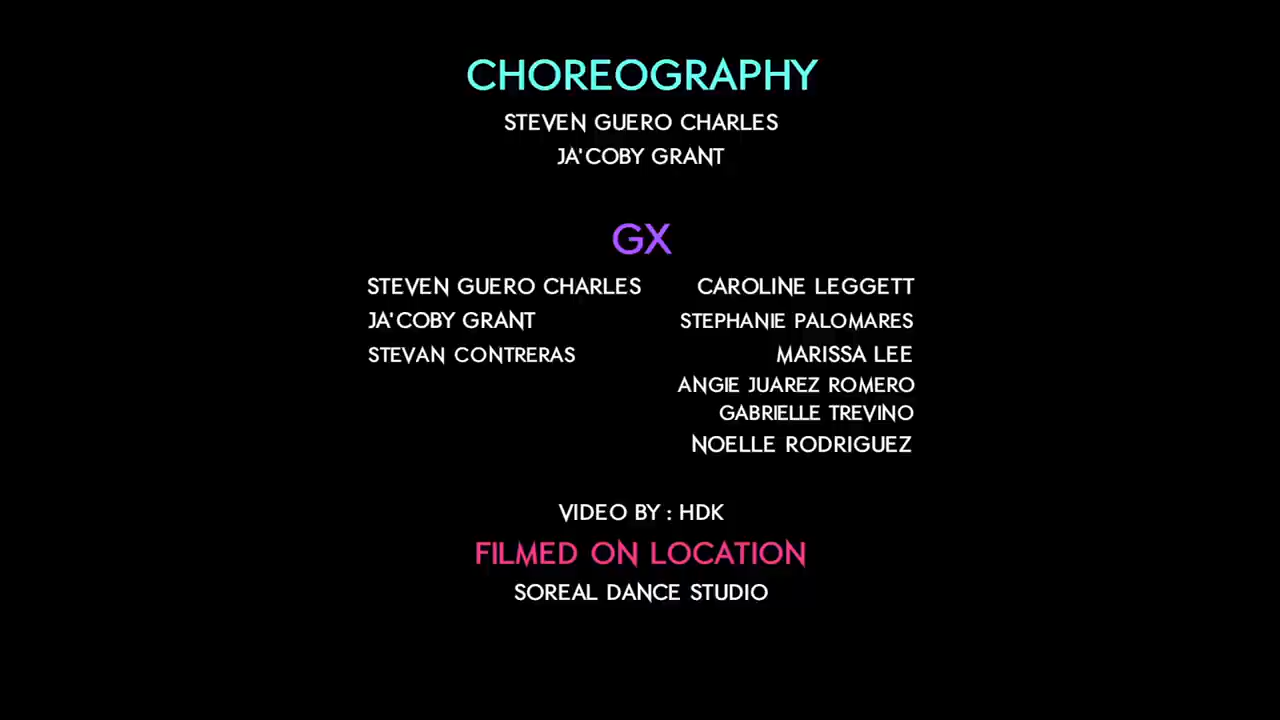 CHOREOGRAPHY
STEVEN GUERO CHARLES
JA'COBY GRANT
GX
STEVEN GUERO CHARLES
JA'COBY GRANT
STEVAN CONTRERAS
CAROLINE LEGGETT
STEPHANIE PALOMARES
MARISSA LEE
ANGIE JUAREZ ROMERO
GABRIELLE TREVINO
NOELLE RODRIGUEZ
VIDEO BY : HDK
FILMED ON LOCATION
SOREAL DANCE STUDIO